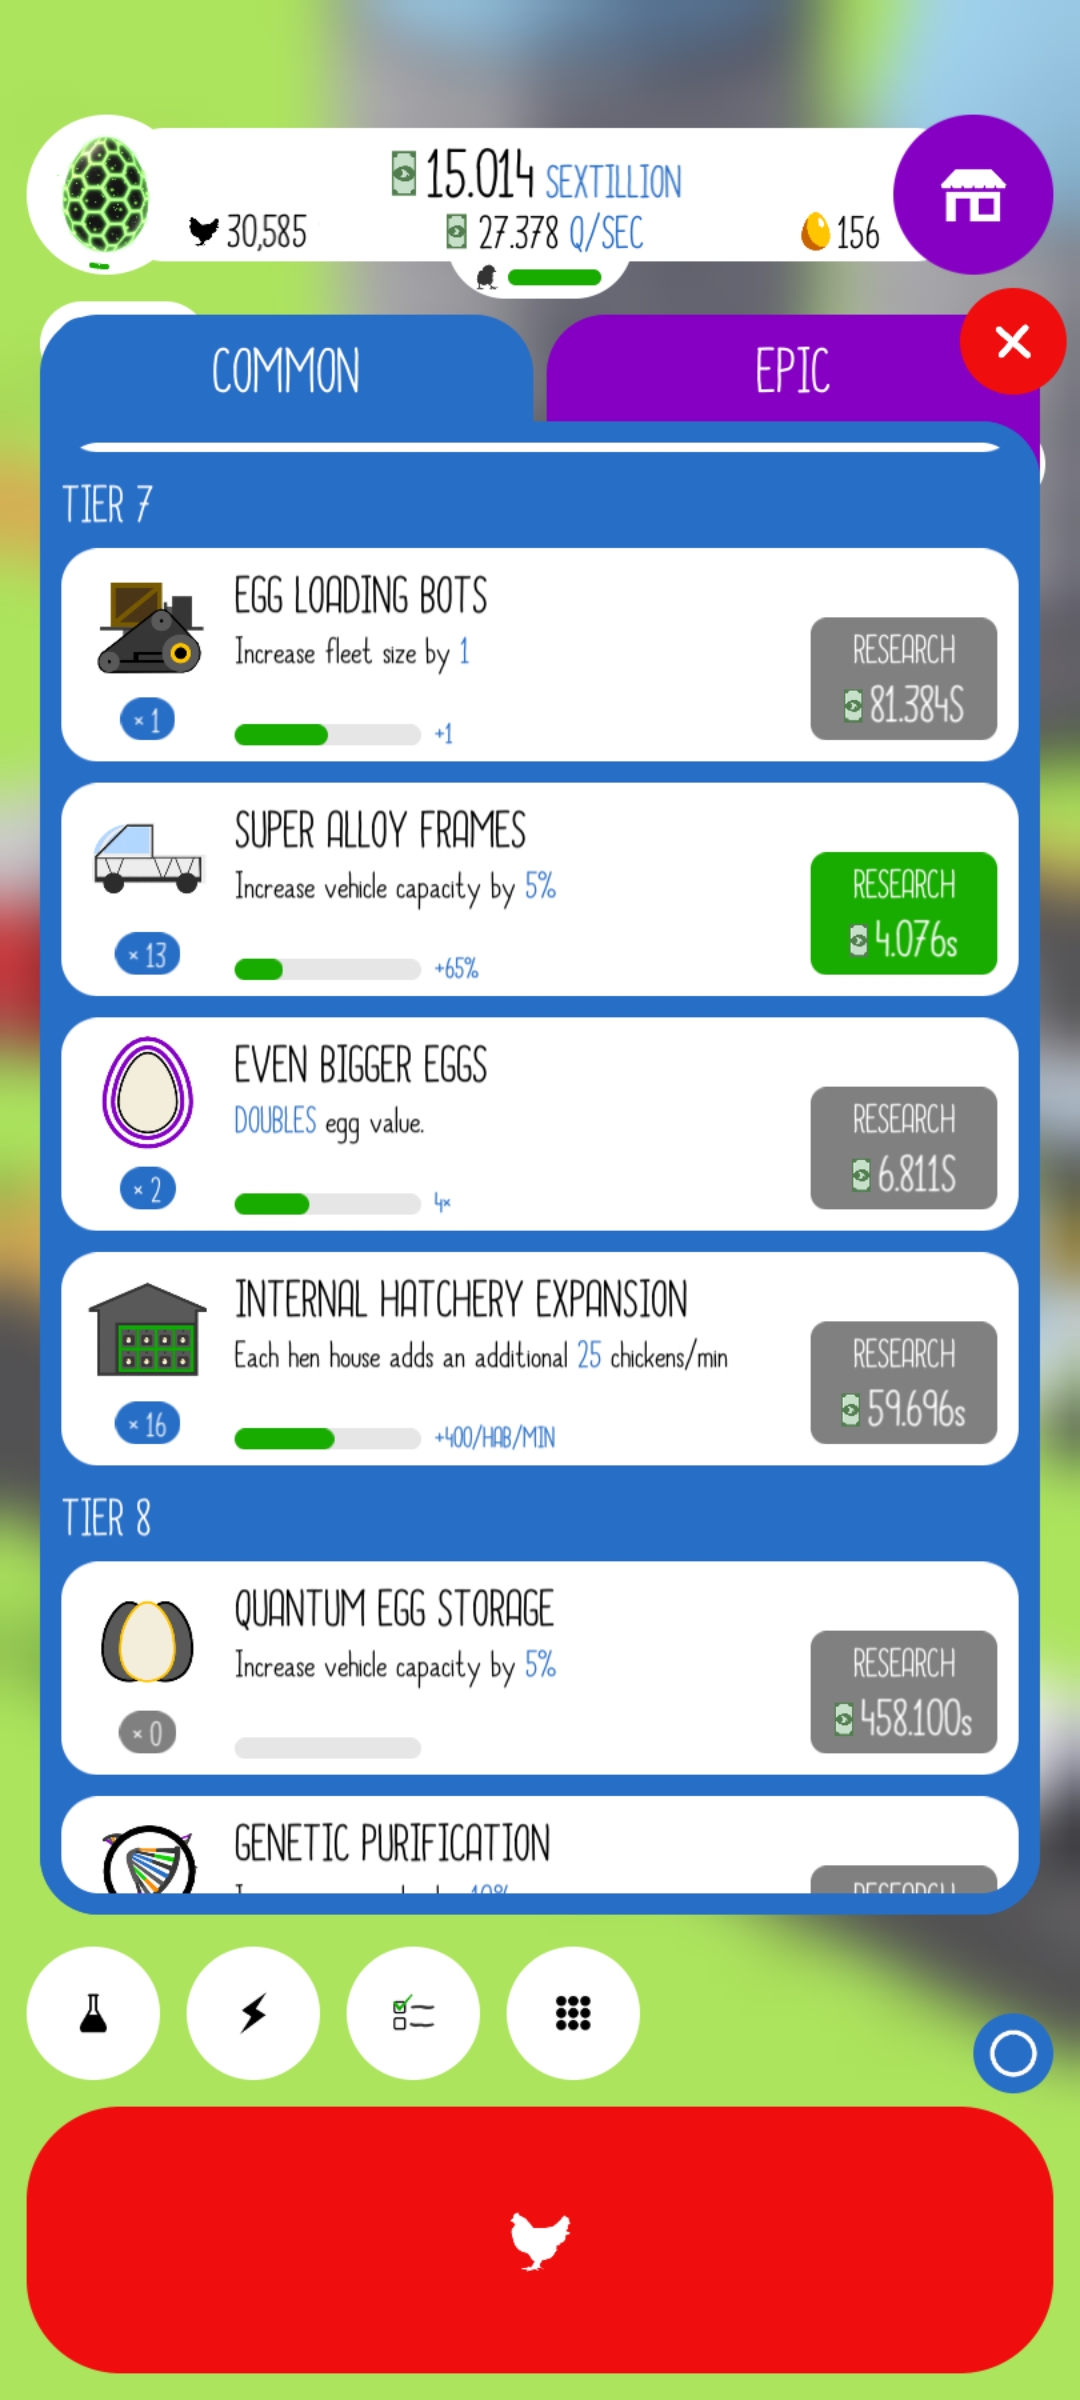 15.014 SEXTILLION
30,585
27.378 Q/SEC
156
COMMON
EPIC
TIER 7
EGG LOADING BOTS
Increase fleet size by 1
RESEARCH
81.384S
× 1
+1
SUPER ALLOY FRAMES
Increase vehicle capacity by 5%
RESEARCH
4.076s
× 13
+65%
EVEN BIGGER EGGS
DOUBLES egg value.
RESEARCH
6.811S
× 2
4×
INTERNAL HATCHERY EXPANSION
Each hen house adds an additional 25 chickens/min
RESEARCH
59.696s
× 16
+400/HAB/MIN
TIER 8
QUANTUM EGG STORAGE
Increase vehicle capacity by 5%
RESEARCH
458.100s
× 0
GENETIC PURIFICATION
10%
RESEARCH